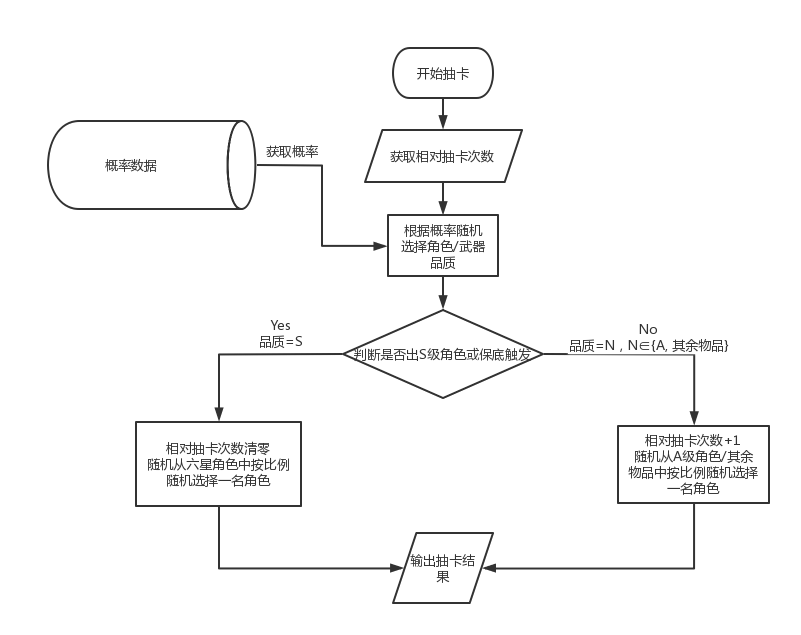 开始抽卡
获取相对抽卡次数
概率数据
获取概率
根据概率随机
选择角色/武器
品质
判断是否出S级角色或保底触发
Yes
品质=S
No
品质=N , N∈{A, 其余物品}
相对抽卡次数清零
随机从六星角色中按比例
随机选择一名角色
相对抽卡次数+1
随机从A级角色/其余
物品中按比例随机选择
一名角色
输出抽卡结
果